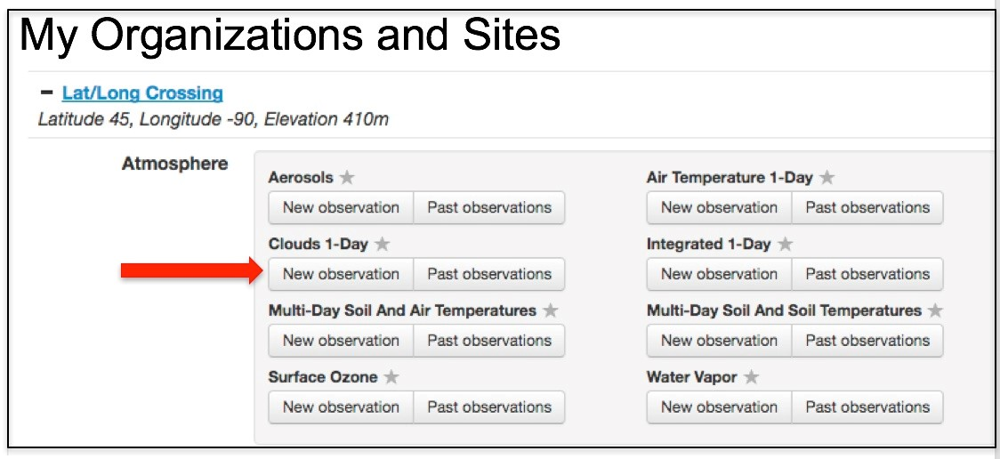 My Organizations and Sites
Lat/Long Crossing
Latitude 45, Longitude -90, Elevation 410m
Atmosphere
Aerosols Air Temperature 1-Day
New observation Past observations New observation Past observations
Clouds 1-Day Integrated 1-Day
New observation Past observations New observation Past observations
Multi-Day Soil And Air Temperatures Multi-Day Soil And Soil Temperatures
New observation Past observations New observation Past observations
Surface Ozone Water Vapor
New observation Past observations New observation Past observations